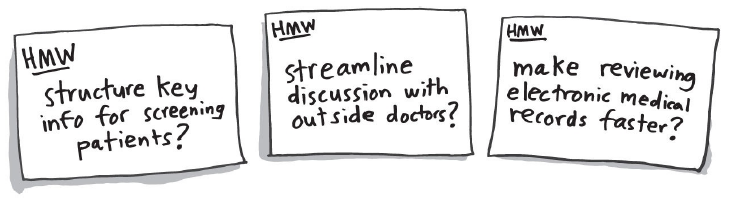 HMW
structure key
info for screening
patients?
HMW
streamline
discussion with
outside doctors?
HMW
make reviewing
electronic medical
records faster?